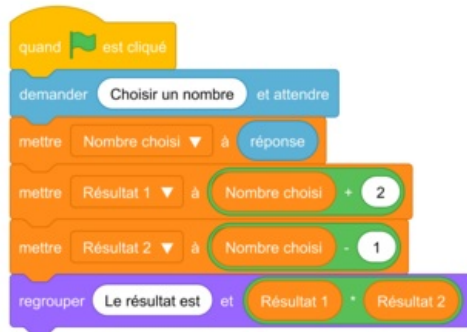 quand est cliqué
demander Choisir un nombre et attendre
mettre Nombre choisi à réponse
mettre Résultat 1 à Nombre choisi + 2
mettre Résultat 2 à Nombre choisi - 1
regrouper Le résultat est et Résultat 1 * Résultat 2